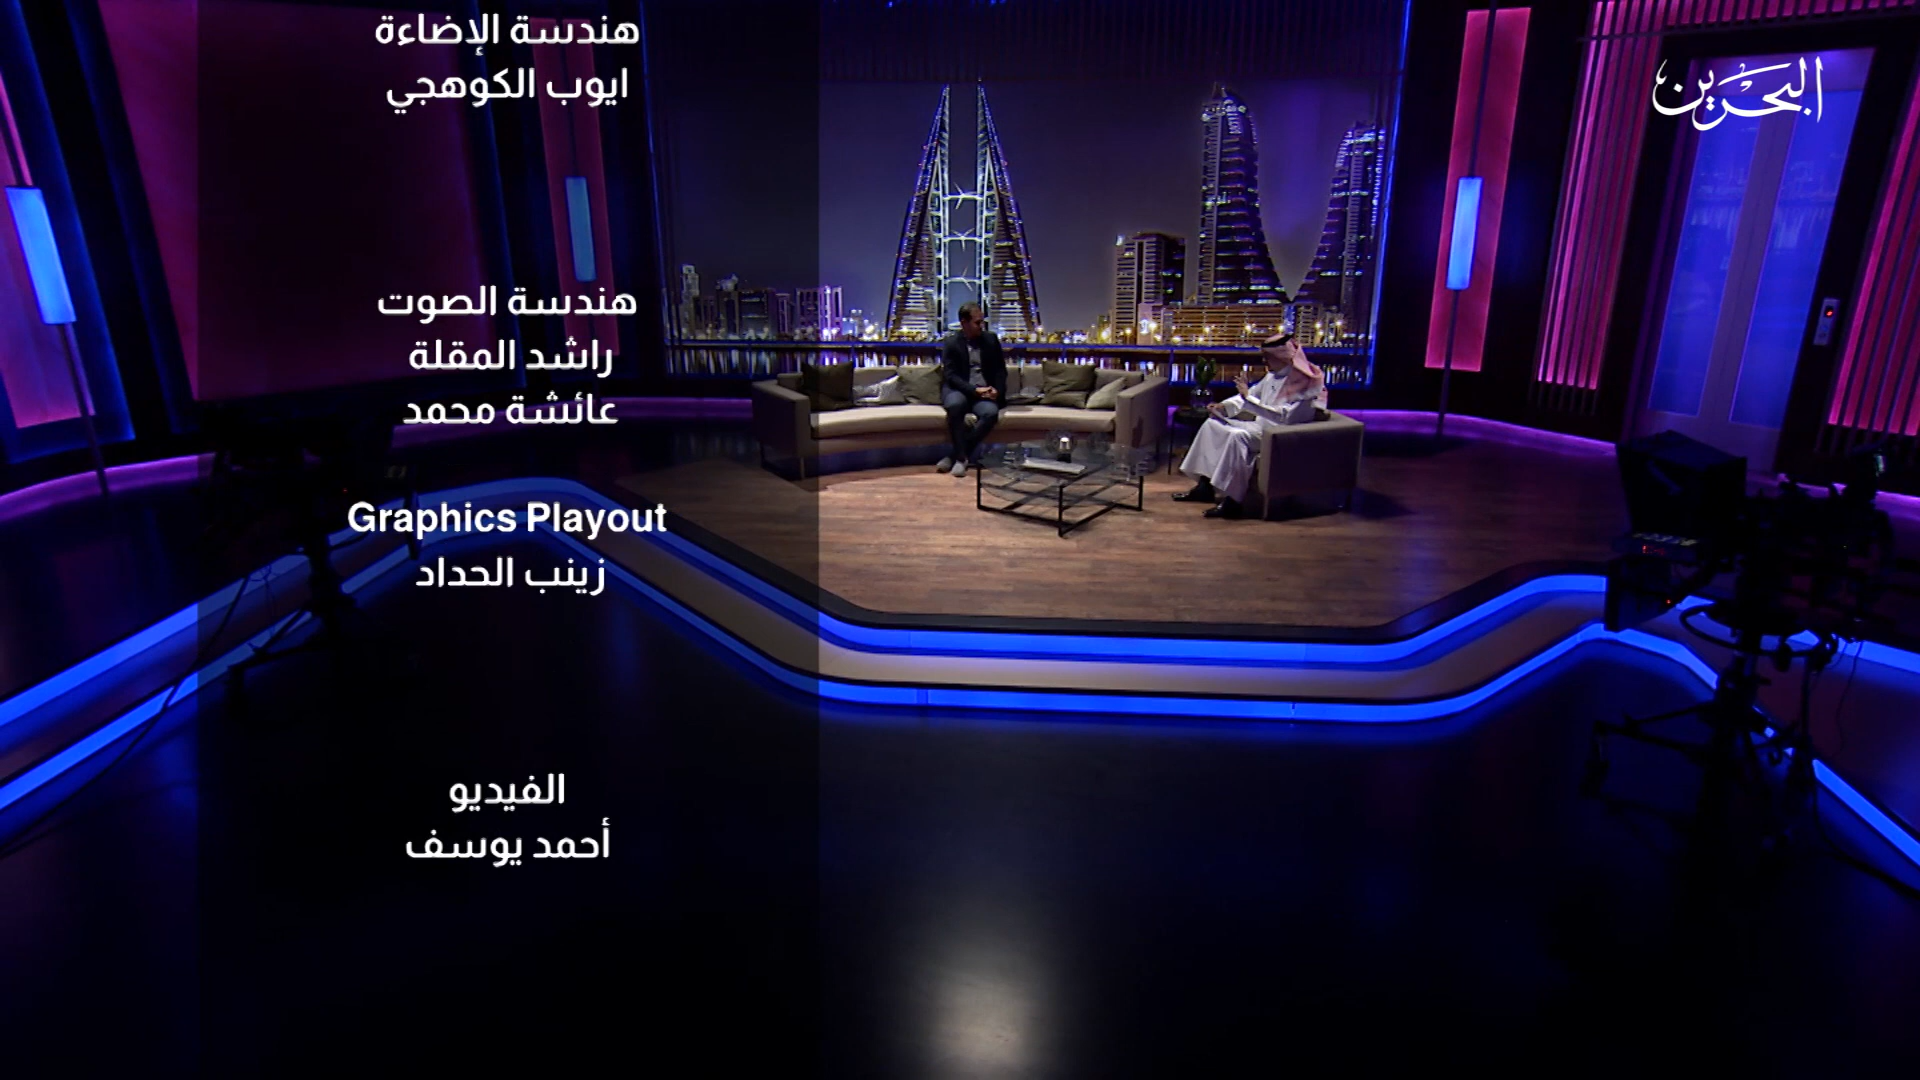 هندسة الإضاءة
ايوب الكوهجي
البحرين
هندسة الصوت
راشد المقلة
عائشة محمد
Graphics Playout
زينب الحداد
الفيديو
أحمد يوسف